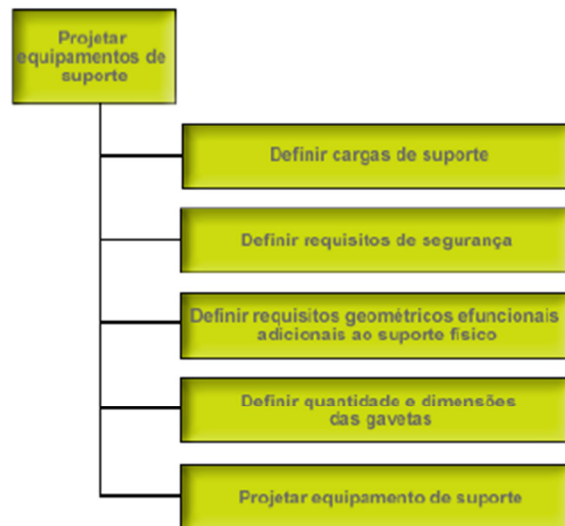 Projetar
equipamentos de
suporte
Definir cargas de suporte
Definir requisitos de segurança
Definir requisitos geométricos efuncionais
adicionais ao suporte físico
Definir quantidade e dimensões
das gavetas
Projetar equipamento de suporte